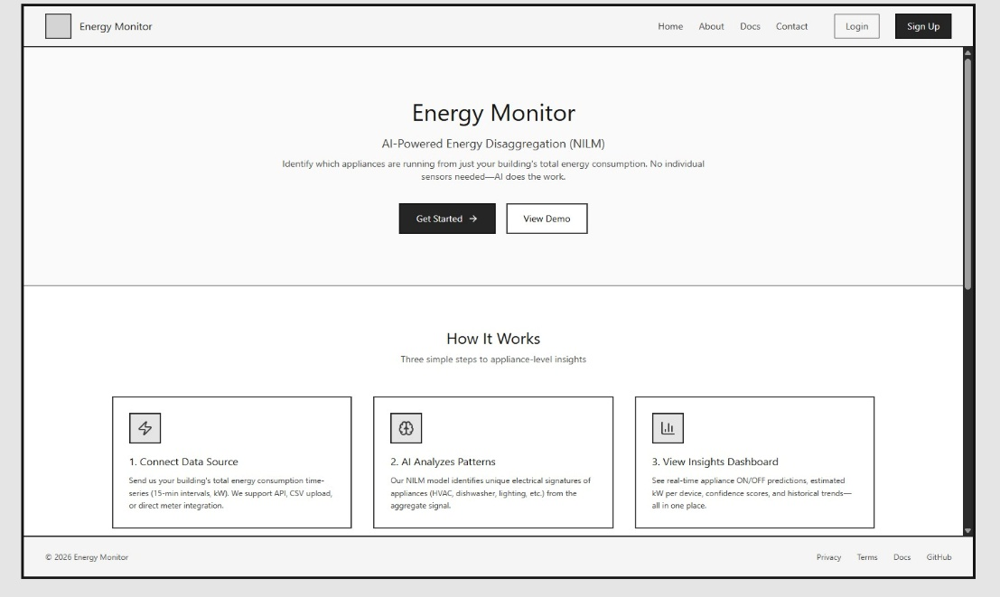 Energy Monitor
Home About Docs Contact Login Sign Up
Energy Monitor
AI-Powered Energy Disaggregation (NILM)
Identify which appliances are running from just your building's total energy consumption. No individual
sensors needed—AI does the work.
Get Started → View Demo
How It Works
Three simple steps to appliance-level insights
1. Connect Data Source
Send us your building's total energy consumption time-
series (15-min intervals, kW). We support API, CSV upload,
or direct meter integration.
2. AI Analyzes Patterns
Our NILM model identifies unique electrical signatures of
appliances (HVAC, dishwasher, lighting, etc.) from the
aggregate signal.
3. View Insights Dashboard
See real-time appliance ON/OFF predictions, estimated
kW per device, confidence scores, and historical trends—
all in one place.
© 2026 Energy Monitor
Privacy Terms Docs GitHub